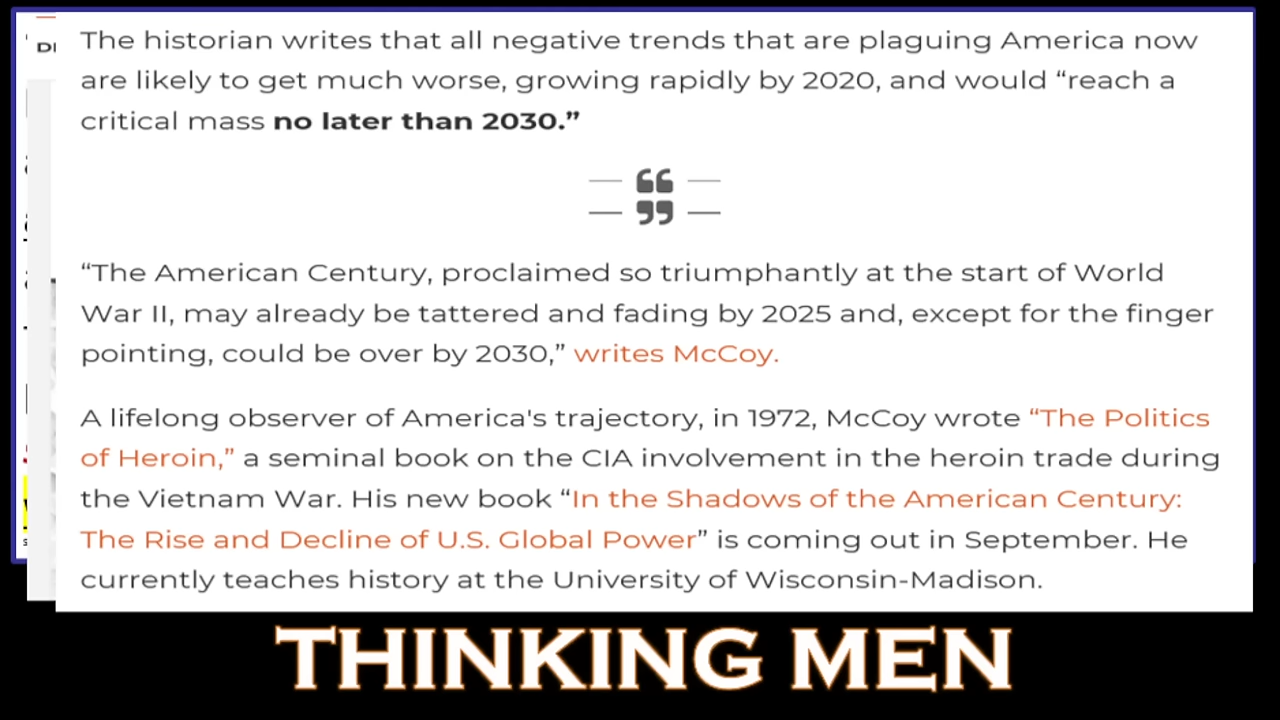 The historian writes that all negative trends that are plaguing America now
are likely to get much worse, growing rapidly by 2020, and would “reach a
critical mass no later than 2030.”
“The American Century, proclaimed so triumphantly at the start of World
War II, may already be tattered and fading by 2025 and, except for the finger
pointing, could be over by 2030,” writes McCoy.
A lifelong observer of America's trajectory, in 1972, McCoy wrote “The Politics
of Heroin,” a seminal book on the CIA involvement in the heroin trade during
the Vietnam War. His new book “In the Shadows of the American Century:
The Rise and Decline of U.S. Global Power” is coming out in September. He
currently teaches history at the University of Wisconsin-Madison.
THINKING MEN